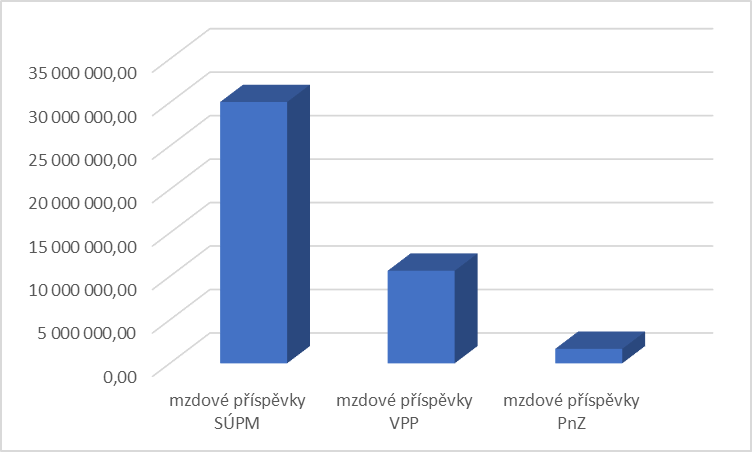 35 000 000,00
30 000 000,00
25 000 000,00
20 000 000,00
15 000 000,00
10 000 000,00
5 000 000,00
0,00
mzdové příspěvky
SÚPM
mzdové příspěvky
VPP
mzdové příspěvky
PnZ